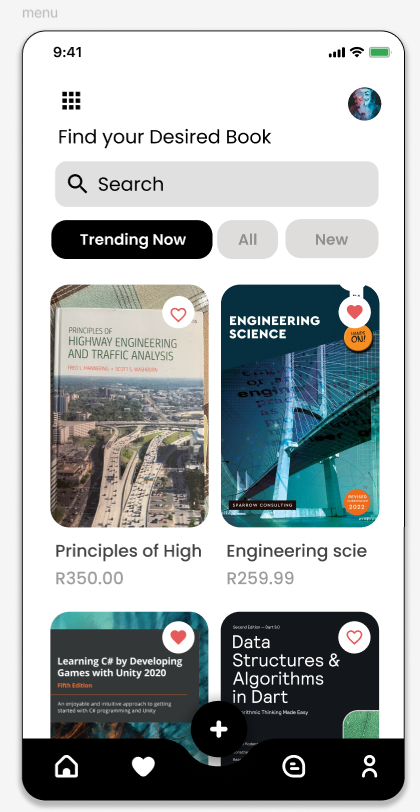 menu
9:41
Find your Desired Book
Search
Trending Now
All
New
PRINCIPLES OF
HIGHWAY ENGINEERING
AND TRAFFIC ANALYSIS
FRED L. MANNERING • SCOTT S. WASHBURN
ENGINEERING
SCIENCE
HANDS
ON!
SPARROW CONSULTING
REVISED
2022
Principles of High
R350.00
Engineering scie
R259.99
Learning C# by Developing
Games with Unity 2020
Fifth Edition
An enjoyable and intuitive approach to getting
started with C# programming and Unity
Second Edition — Dart 3.0
Data
Structures &
Algorithms
in Dart
Algorithmic Thinking Made Easy